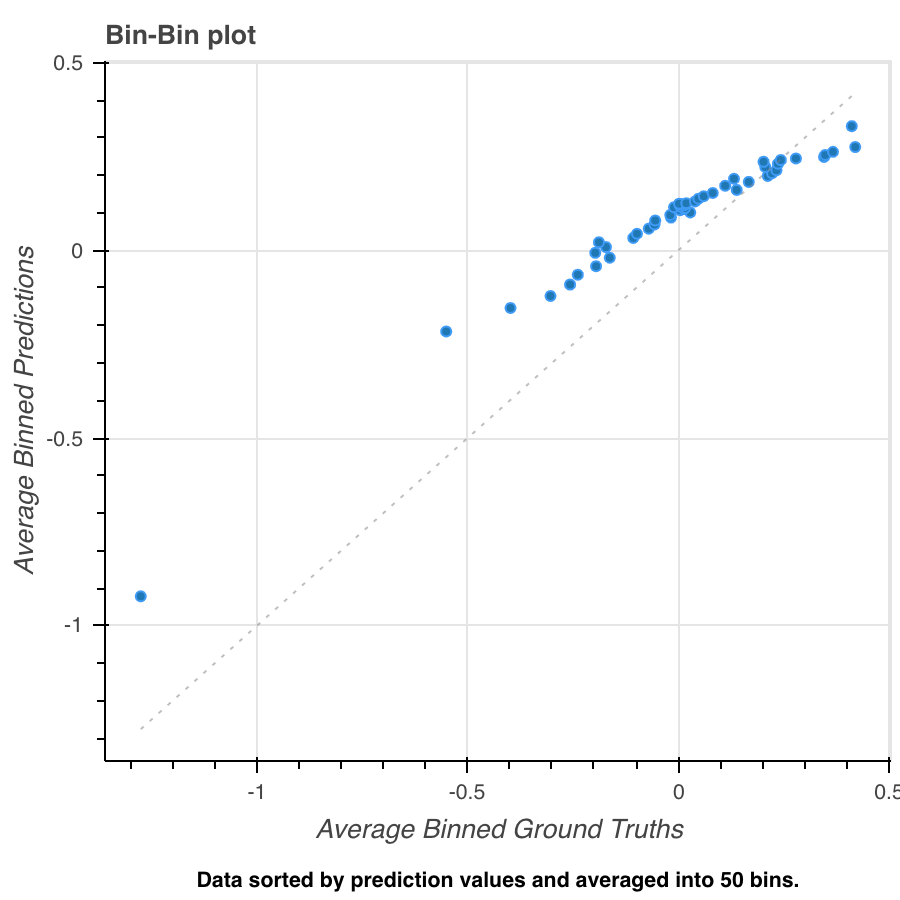 Bin-Bin plot
0.5
0
-0.5
-1
Average Binned Predictions
-1
-0.5
0
0.5
Average Binned Ground Truths
Data sorted by prediction values and averaged into 50 bins.